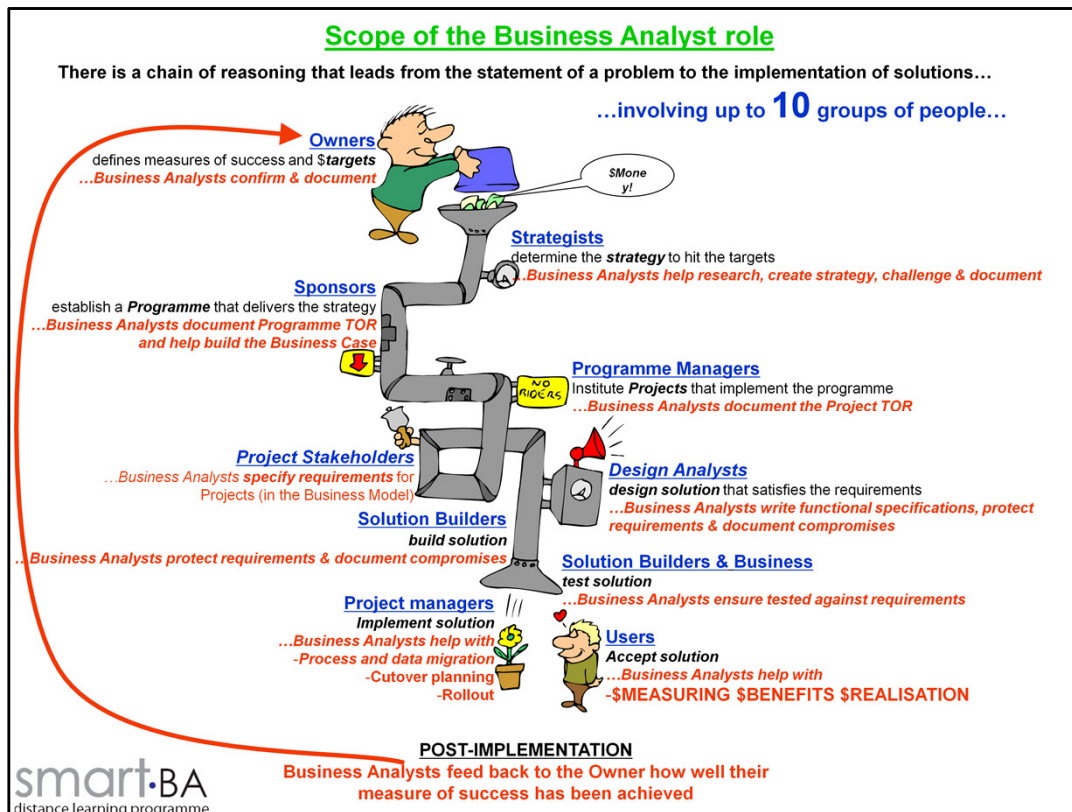 Scope of the Business Analyst role
There is a chain of reasoning that leads from the statement of a problem to the implementation of solutions…
…involving up to 10 groups of people…
Owners
defines measures of success and $targets
…Business Analysts confirm & document
$Mone
y!
Strategists
determine the strategy to hit the targets
…Business Analysts help research, create strategy, challenge & document
Sponsors
establish a Programme that delivers the strategy
…Business Analysts document Programme TOR
and help build the Business Case
Programme Managers
Institute Projects that implement the programme
…Business Analysts document the Project TOR
NO
RIDERS
Project Stakeholders
…Business Analysts specify requirements for
Projects (in the Business Model)
Design Analysts
design solution that satisfies the requirements
…Business Analysts write functional specifications, protect
requirements & document compromises
Solution Builders
build solution
…Business Analysts protect requirements & document compromises
Solution Builders & Business
test solution
…Business Analysts ensure tested against requirements
Project managers
Implement solution
…Business Analysts help with
-Process and data migration
-Cutover planning
-Rollout
Users
Accept solution
…Business Analysts help with
-$MEASURING $BENEFITS $REALISATION
POST-IMPLEMENTATION
Business Analysts feed back to the Owner how well their
measure of success has been achieved
smart·BA
distance learning programme